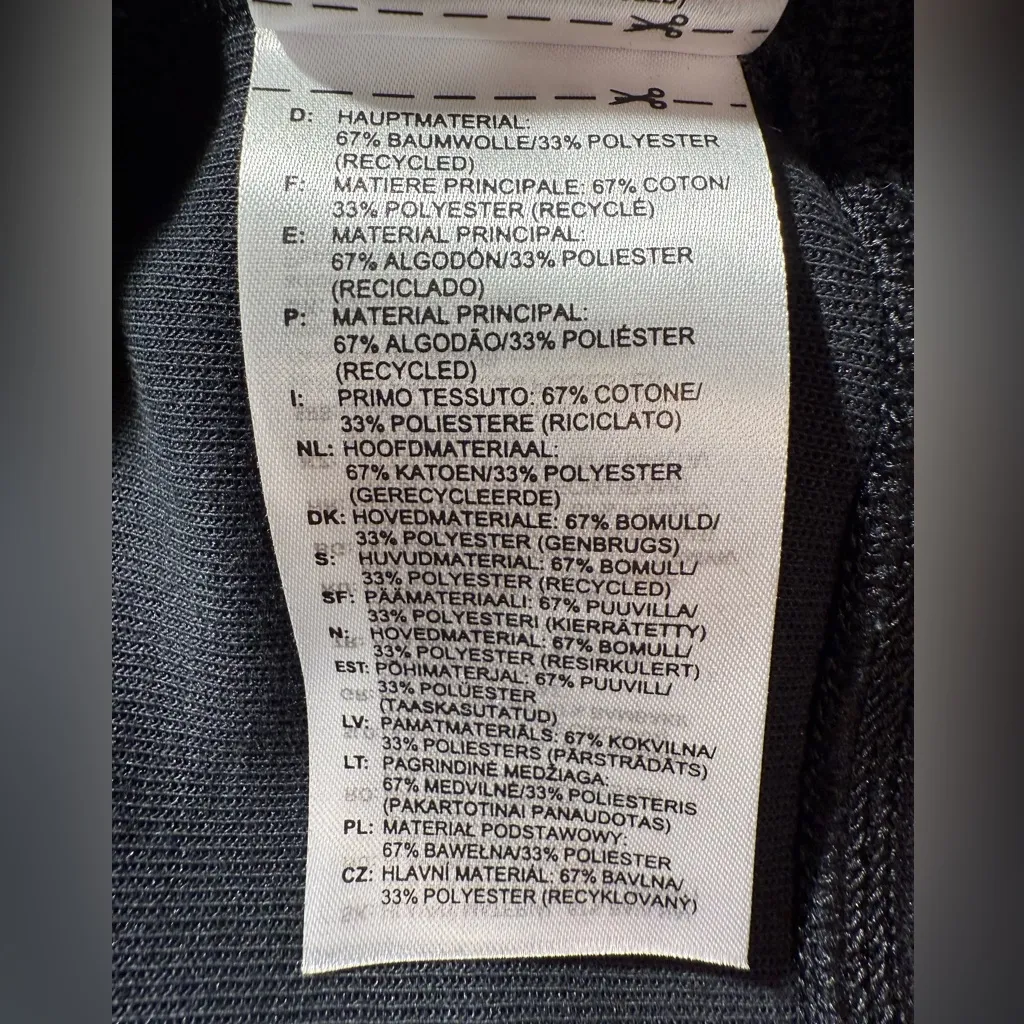 D: HAUPTMATERIAL:
67% BAUMWOLLE/33% POLYESTER
(RECYCLED)
F: MATIERE PRINCIPALE: 67% COTON/
33% POLYESTER (RECYCLÉ)
E: MATERIAL PRINCIPAL:
67% ALGODÓN/33% POLIESTER
(RECICLADO)
P: MATERIAL PRINCIPAL:
67% ALGODÃO/33% POLIÉSTER
(RECYCLED)
I: PRIMO TESSUTO: 67% COTONE/
33% POLIESTERE (RICICLATO)
NL: HOOFDMATERIAAL:
67% KATOEN/33% POLYESTER
(GERECYCLEERDE)
DK: HOVEDMATERIALE: 67% BOMULD/
33% POLYESTER (GENBRUGS)
S: HUVUDMATERIAL: 67% BOMULL/
33% POLYESTER (RECYCLED)
SF: PÄÄMATERIAALI: 67% PUUVILLA/
33% POLYESTERI (KIERRÄTETTY)
N: HOVEDMATERIAL: 67% BOMULL/
33% POLYESTER (RESIRKULERT)
EST: PÕHIMATERJAL: 67% PUUVILL/
33% POLÜESTER
(TAASKASUTATUD)
LV: PAMATMATERIĀLS: 67% KOKVILNA/
33% POLIESTERS (PĀRSTRĀDĀTS)
LT: PAGRINDINĖ MEDŽIAGA:
67% MEDVILNĖ/33% POLIESTERIS
(PAKARTOTINAI PANAUDOTAS)
PL: MATERIAŁ PODSTAWOWY:
67% BAWEŁNA/33% POLIESTER
CZ: HLAVNÍ MATERIÁL: 67% BAVLNA/
33% POLYESTER (RECYKLOVANÝ)